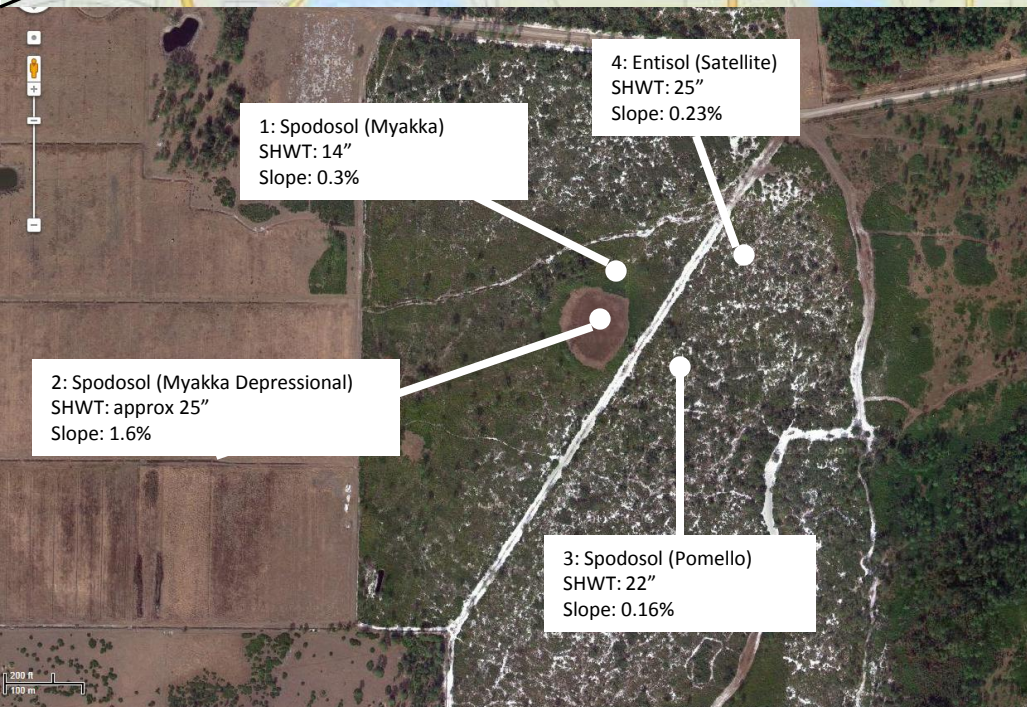 4: Entisol (Satellite)
SHWT: 25”
Slope: 0.23%
1: Spodosol (Myakka)
SHWT: 14”
Slope: 0.3%
2: Spodosol (Myakka Depressional)
SHWT: approx 25”
Slope: 1.6%
3: Spodosol (Pomello)
SHWT: 22”
Slope: 0.16%
200 ft
100 m